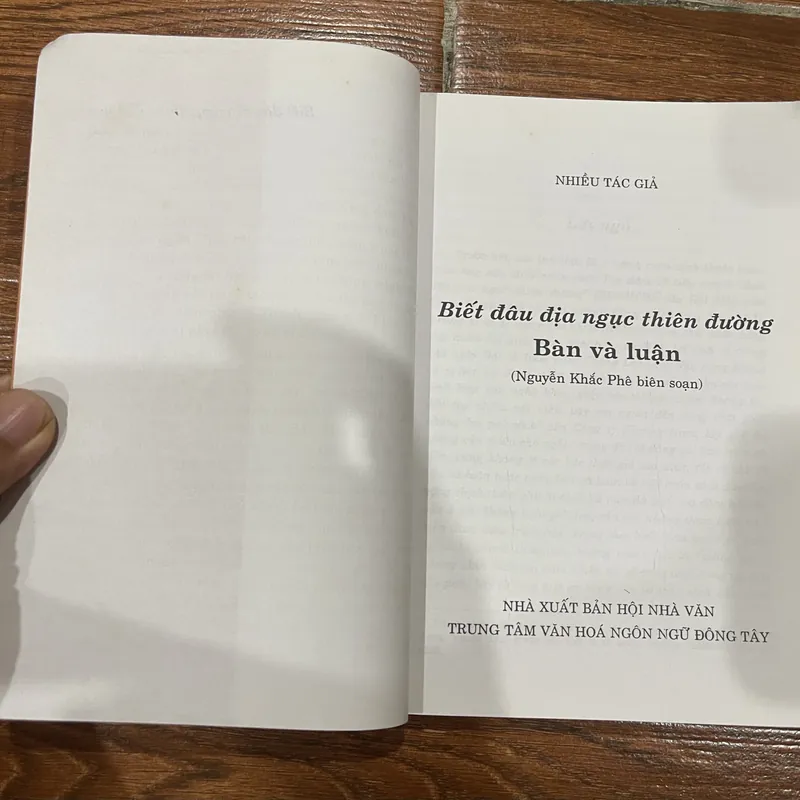 NHIỀU TÁC GIẢ
Biết đâu địa ngục thiên đường
Bàn và luận
(Nguyễn Khắc Phê biên soạn)
NHÀ XUẤT BẢN HỘI NHÀ VĂN
TRUNG TÂM VĂN HOÁ NGÔN NGỮ ĐÔNG TÂY